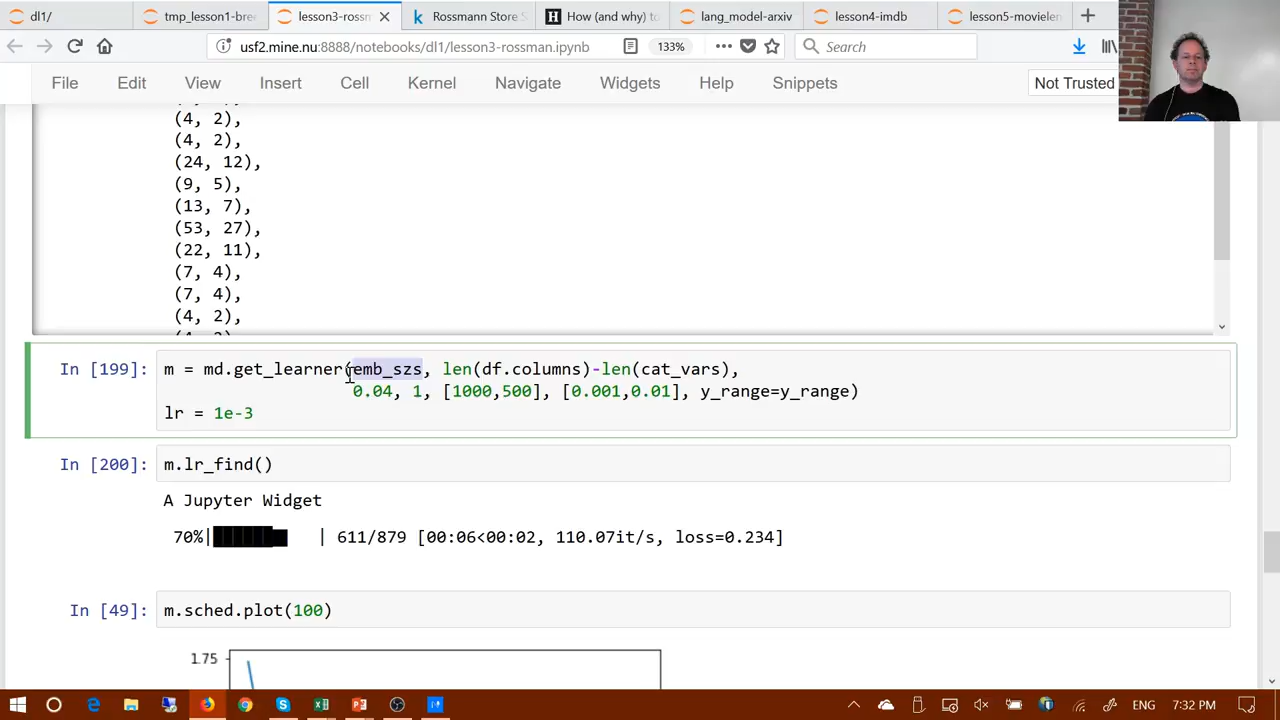 dl1/
tmp_lesson1-bre
lesson3-rossm
Rossmann Store S
How (and why) to
lang_model-arxiv
lesson4-imdb
lesson5-movielen
usf2.mine.nu:8888/notebooks/dl1/lesson3-rossman.ipynb
133%
Search
File Edit View Insert Cell Kernel Navigate Widgets Help Snippets
Not Trusted
(4, 2),
(4, 2),
(24, 12),
(9, 5),
(13, 7),
(53, 27),
(22, 11),
(7, 4),
(7, 4),
(4, 2),
In [199]: m = md.get_learner(emb_szs, len(df.columns)-len(cat_vars),
0.04, 1, [1000,500], [0.001,0.01], y_range=y_range)
lr = 1e-3
In [200]: m.lr_find()
A Jupyter Widget
70%| | 611/879 [00:06<00:02, 110.07it/s, loss=0.234]
In [49]: m.sched.plot(100)
1.75
ENG 7:32 PM